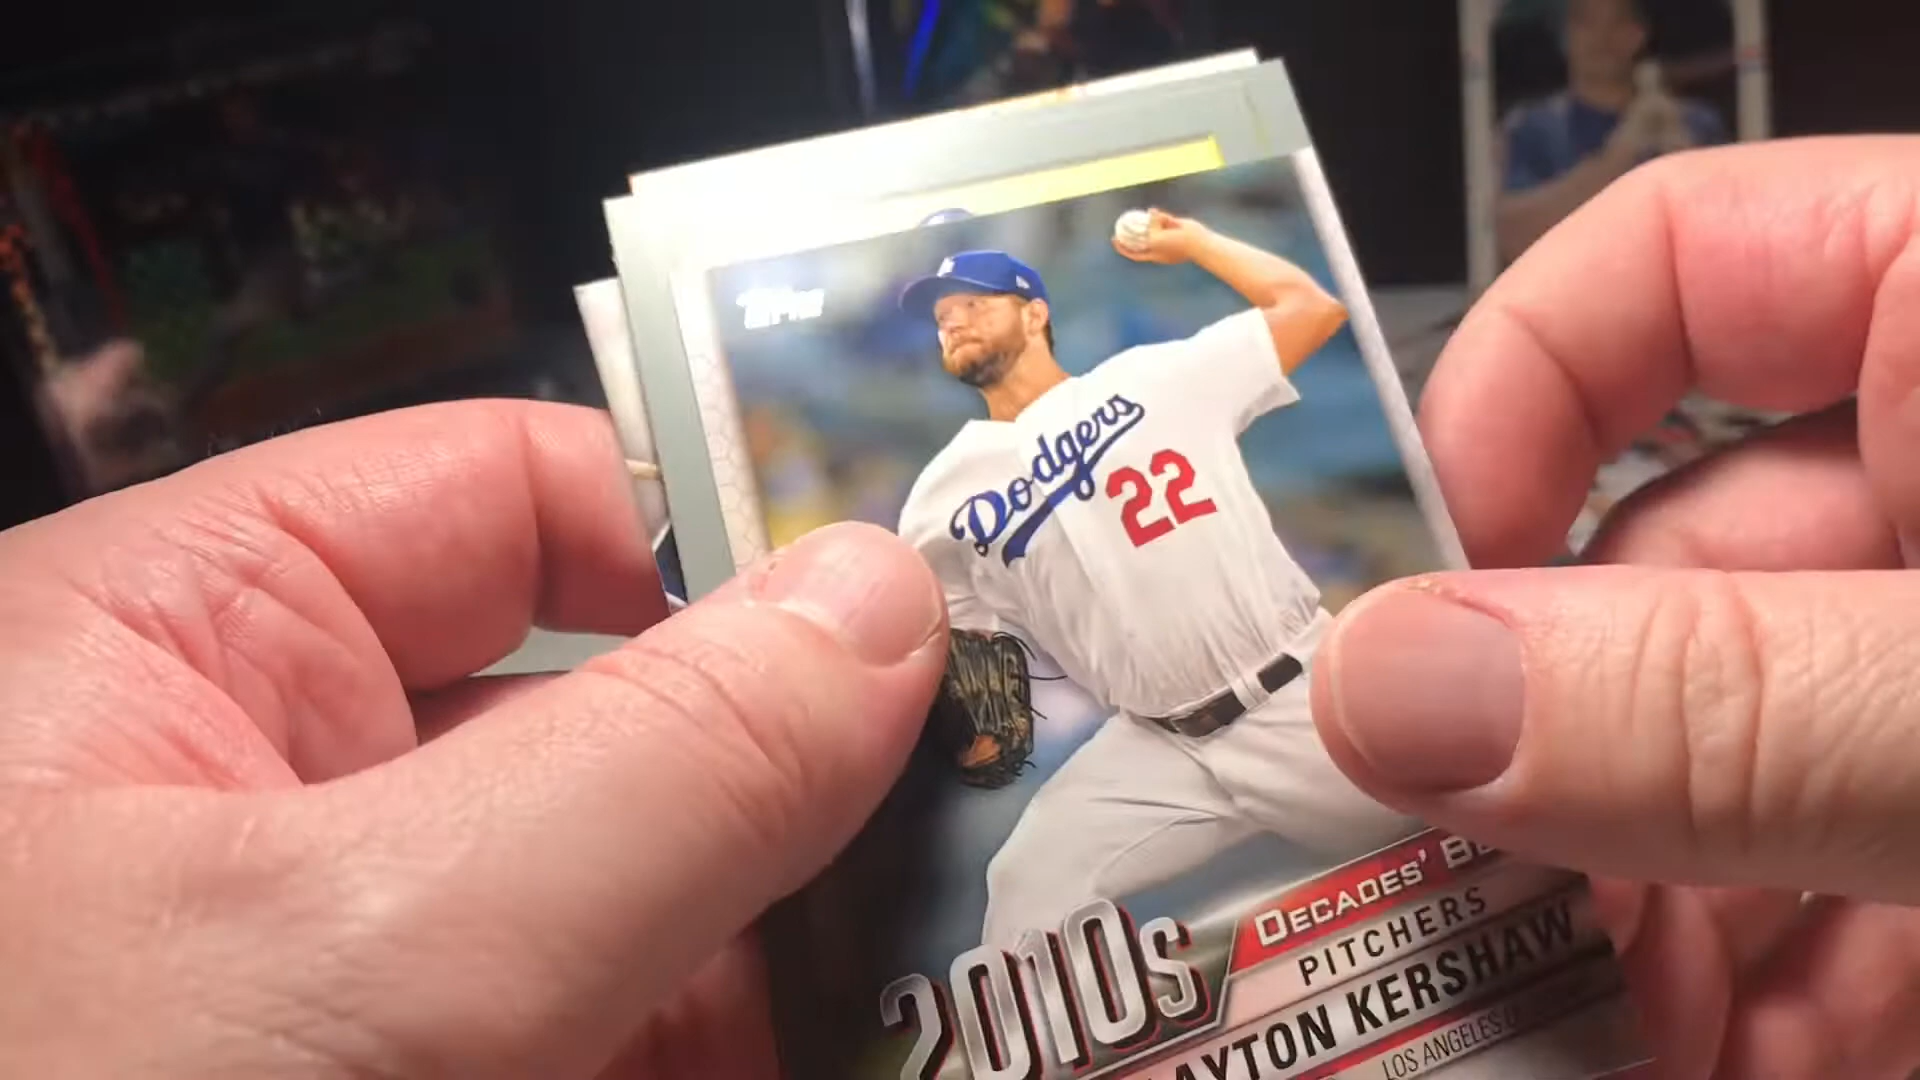 Topps
Dodgers
22
DECADES' BE
PITCHERS
2010s
AYTON KERSHAW
LOS ANGELES